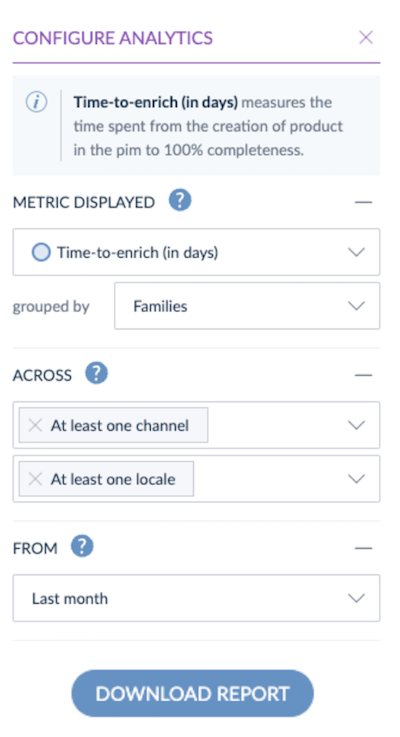 CONFIGURE ANALYTICS
Time-to-enrich (in days) measures the
time spent from the creation of product
in the pim to 100% completeness.
METRIC DISPLAYED ?
Time-to-enrich (in days)
grouped by Families
ACROSS ?
At least one channel
At least one locale
FROM ?
Last month
DOWNLOAD REPORT